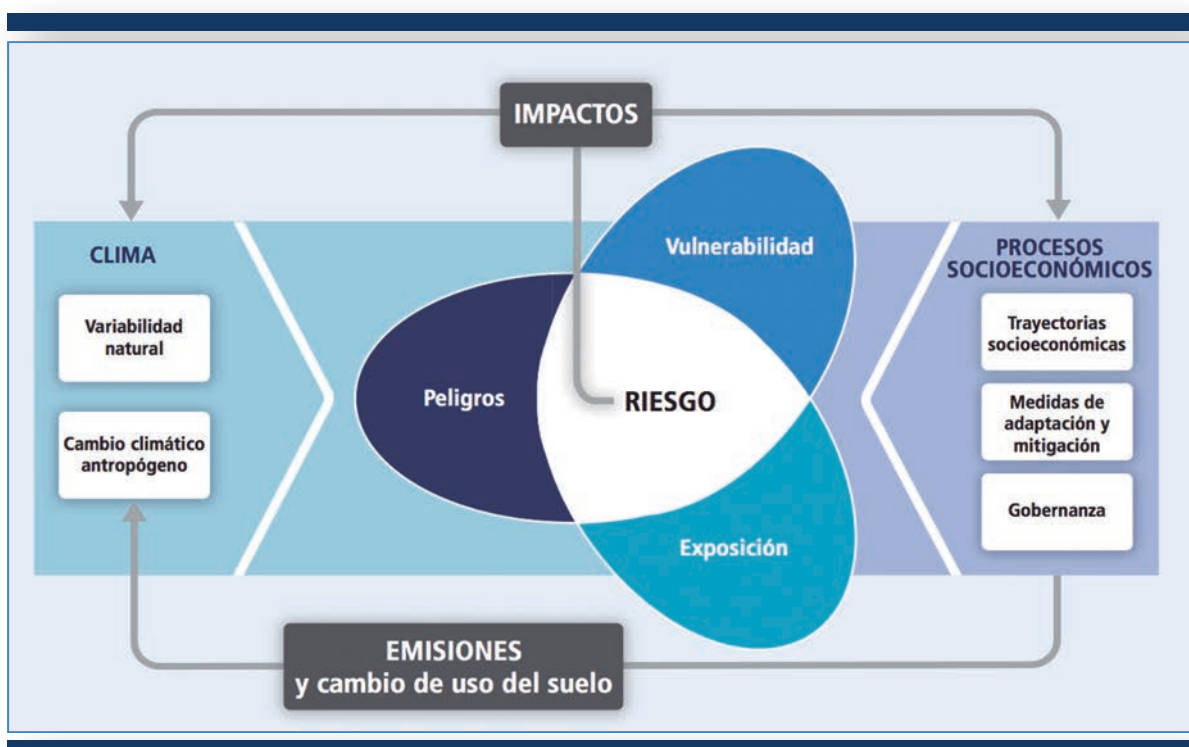 IMPACTOS
CLIMA
Variabilidad
natural
Cambio climático
antropógeno
Peligros
Vulnerabilidad
RIESGO
Exposición
PROCESOS
SOCIOECONÓMICOS
Trayectorias
socioeconómicas
Medidas de
adaptación y
mitigación
Gobernanza
EMISIONES
y cambio de uso del suelo